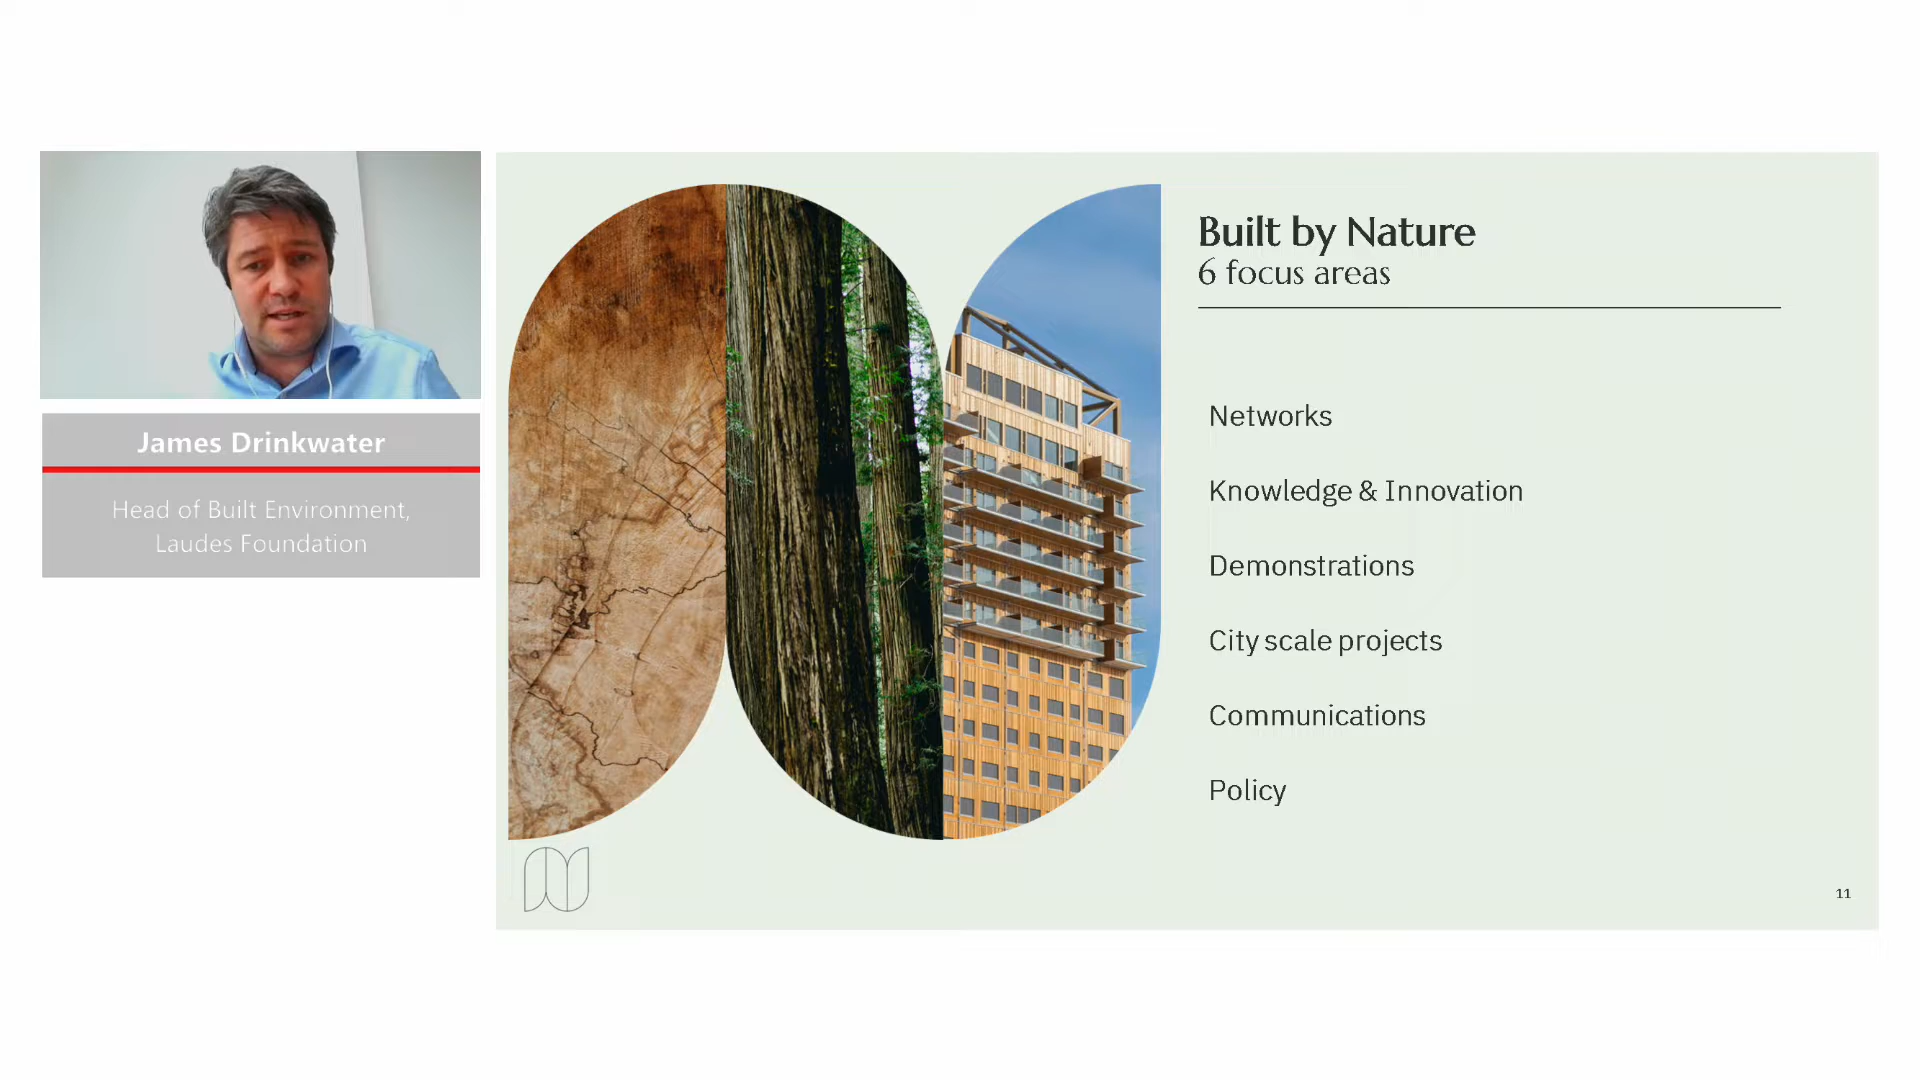 James Drinkwater
Head of Built Environment,
Laudes Foundation
Built by Nature
6 focus areas
Networks
Knowledge & Innovation
Demonstrations
City scale projects
Communications
Policy
11